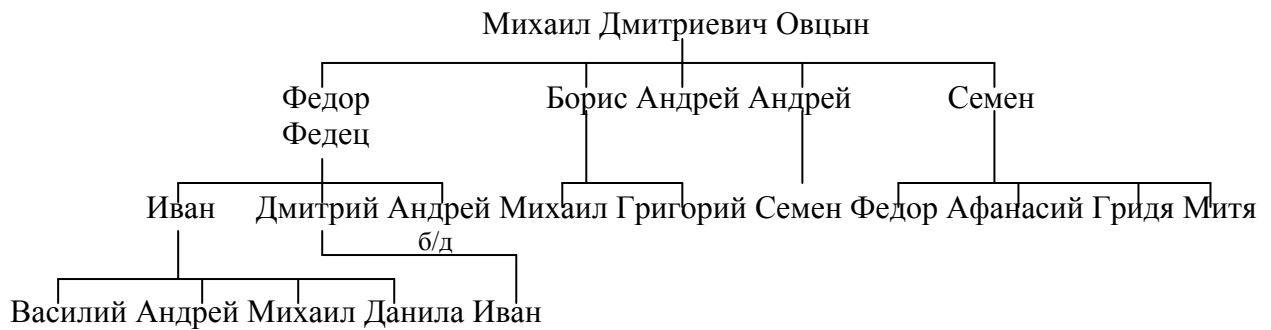 Михаил Дмитриевич Овцын
Федор Борис Андрей Андрей Семен
Федец
Иван Дмитрий Андрей Михаил Григорий Семен Федор Афанасий Гридя Митя
б/д
Василий Андрей Михаил Данила Иван